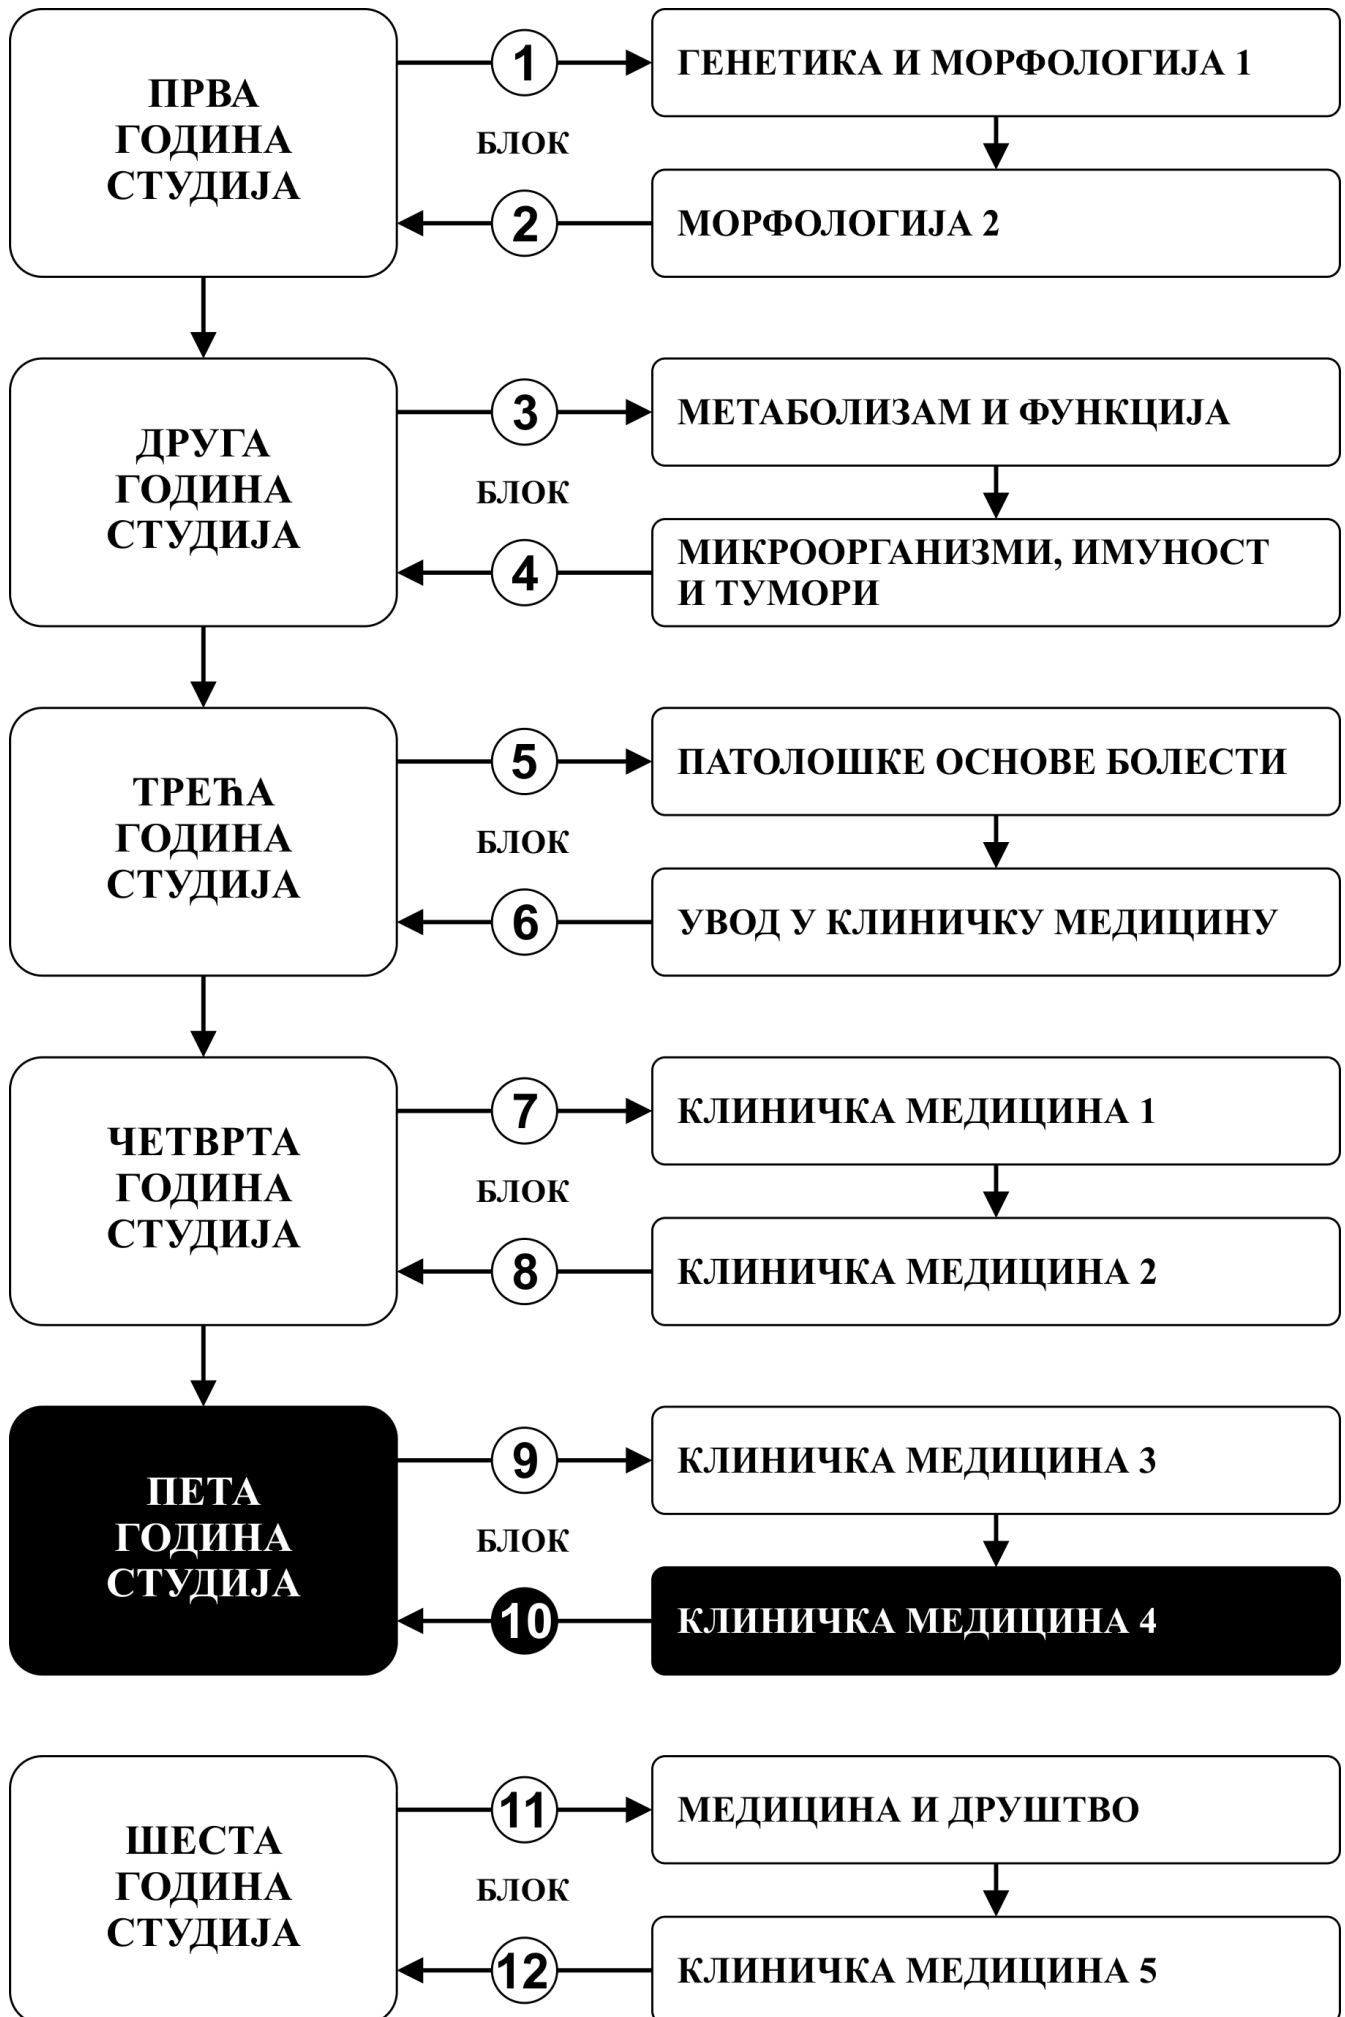 ПРВА
ГОДИНА
СТУДИЈА
1
БЛОК
2
ГЕНЕТИКА И МОРФОЛОГИЈА 1
МОРФОЛОГИЈА 2
ДРУГА
ГОДИНА
СТУДИЈА
3
БЛОК
4
МЕТАБОЛИЗАМ И ФУНКЦИЈА
МИКРООРГАНИЗМИ, ИМУНОСТ
И ТУМОРИ
ТРЕЋА
ГОДИНА
СТУДИЈА
5
БЛОК
6
ПАТОЛОШКЕ ОСНОВЕ БОЛЕСТИ
УВОД У КЛИНИЧКУ МЕДИЦИНУ
ЧЕТВРТА
ГОДИНА
СТУДИЈА
7
БЛОК
8
КЛИНИЧКА МЕДИЦИНА 1
КЛИНИЧКА МЕДИЦИНА 2
ПЕТА
ГОДИНА
СТУДИЈА
9
БЛОК
10
КЛИНИЧКА МЕДИЦИНА 3
КЛИНИЧКА МЕДИЦИНА 4
ШЕСТА
ГОДИНА
СТУДИЈА
11
БЛОК
12
МЕДИЦИНА И ДРУШТВО
КЛИНИЧКА МЕДИЦИНА 5